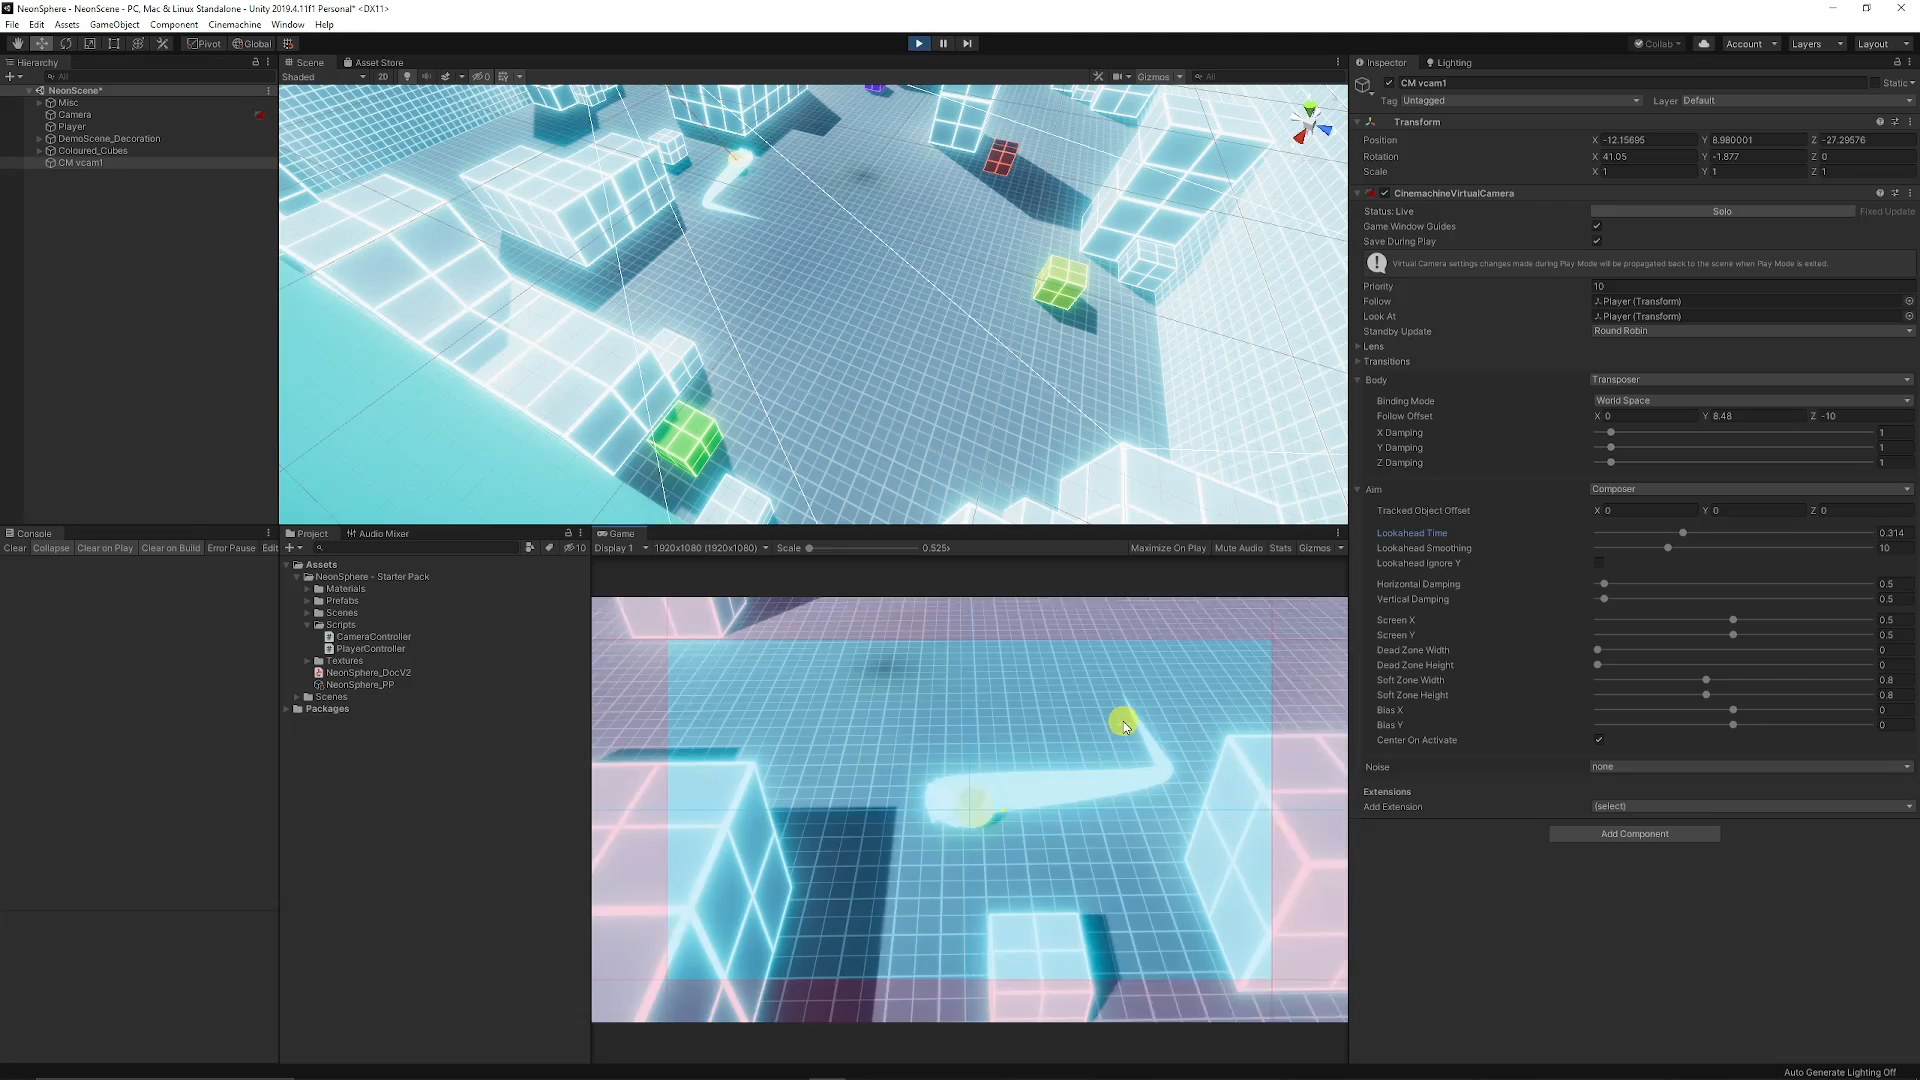 NeonSphere - NeonScene - PC, Mac & Linux Standalone - Unity 2019.4.11f1 Personal* <DX11>
File Edit Assets GameObject Component Cinemachine Window Help
Pivot Global Collab Account Layers Layout
Hierarchy
All
NeonScene*
Misc
Camera
Player
DemoScene_Decoration
Coloured_Cubes
CM vcam1
Scene Asset Store
Shaded 2D 0 Gizmos All
Console
Clear Collapse Clear on Play Clear on Build Error Pause Edit
Project Audio Mixer
10
Assets
NeonSphere - Starter Pack
Materials
Prefabs
Scenes
Scripts
CameraController
PlayerController
Textures
NeonSphere_DocV2
NeonSphere_PP
Scenes
Packages
Game
Display 1 1920x1080 (1920x1080) Scale 0.525x Maximize On Play Mute Audio Stats Gizmos
Inspector Lighting
CM vcam1 Static
Tag Untagged Layer Default
Transform
Position X -12.15695 Y 8.980001 Z -27.29576
Rotation X 41.05 Y -1.877 Z 0
Scale X 1 Y 1 Z 1
CinemachineVirtualCamera
Status: Live Solo Fixed Update
Game Window Guides
Save During Play
Virtual Camera settings changes made during Play Mode will be propagated back to the scene when Play Mode is exited.
Priority 10
Follow Player (Transform)
Look At Player (Transform)
Standby Update Round Robin
Lens
Transitions
Body Transposer
Binding Mode World Space
Follow Offset X 0 Y 8.48 Z -10
X Damping 1
Y Damping 1
Z Damping 1
Aim Composer
Tracked Object Offset X 0 Y 0 Z 0
Lookahead Time 0.314
Lookahead Smoothing 10
Lookahead Ignore Y
Horizontal Damping 0.5
Vertical Damping 0.5
Screen X 0.5
Screen Y 0.5
Dead Zone Width 0
Dead Zone Height 0
Soft Zone Width 0.8
Soft Zone Height 0.8
Bias X 0
Bias Y 0
Center On Activate
Noise none
Extensions
Add Extension (select)
Add Component
Auto Generate Lighting Off